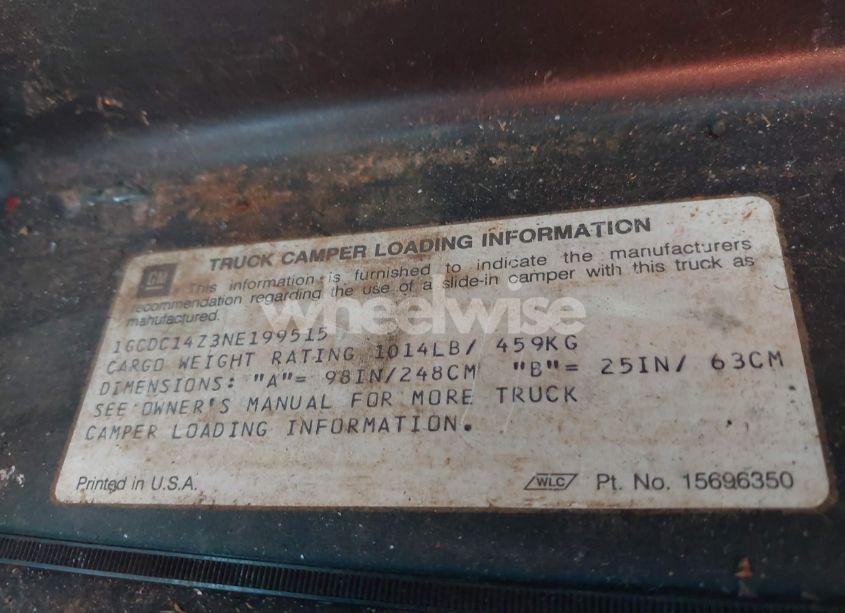 GM
TRUCK CAMPER LOADING INFORMATION
This information is furnished to indicate the manufacturers
recommendation regarding the use of a slide-in camper with this truck as
manufactured.
wheelwise
1GCDC14Z3NE199515
CARGO WEIGHT RATING 1014LB/ 459KG
DIMENSIONS: "A"= 98IN/248CM "B"= 25IN/ 63CM
SEE OWNER'S MANUAL FOR MORE TRUCK
CAMPER LOADING INFORMATION.
Printed in U.S.A. WLC Pt. No. 15696350